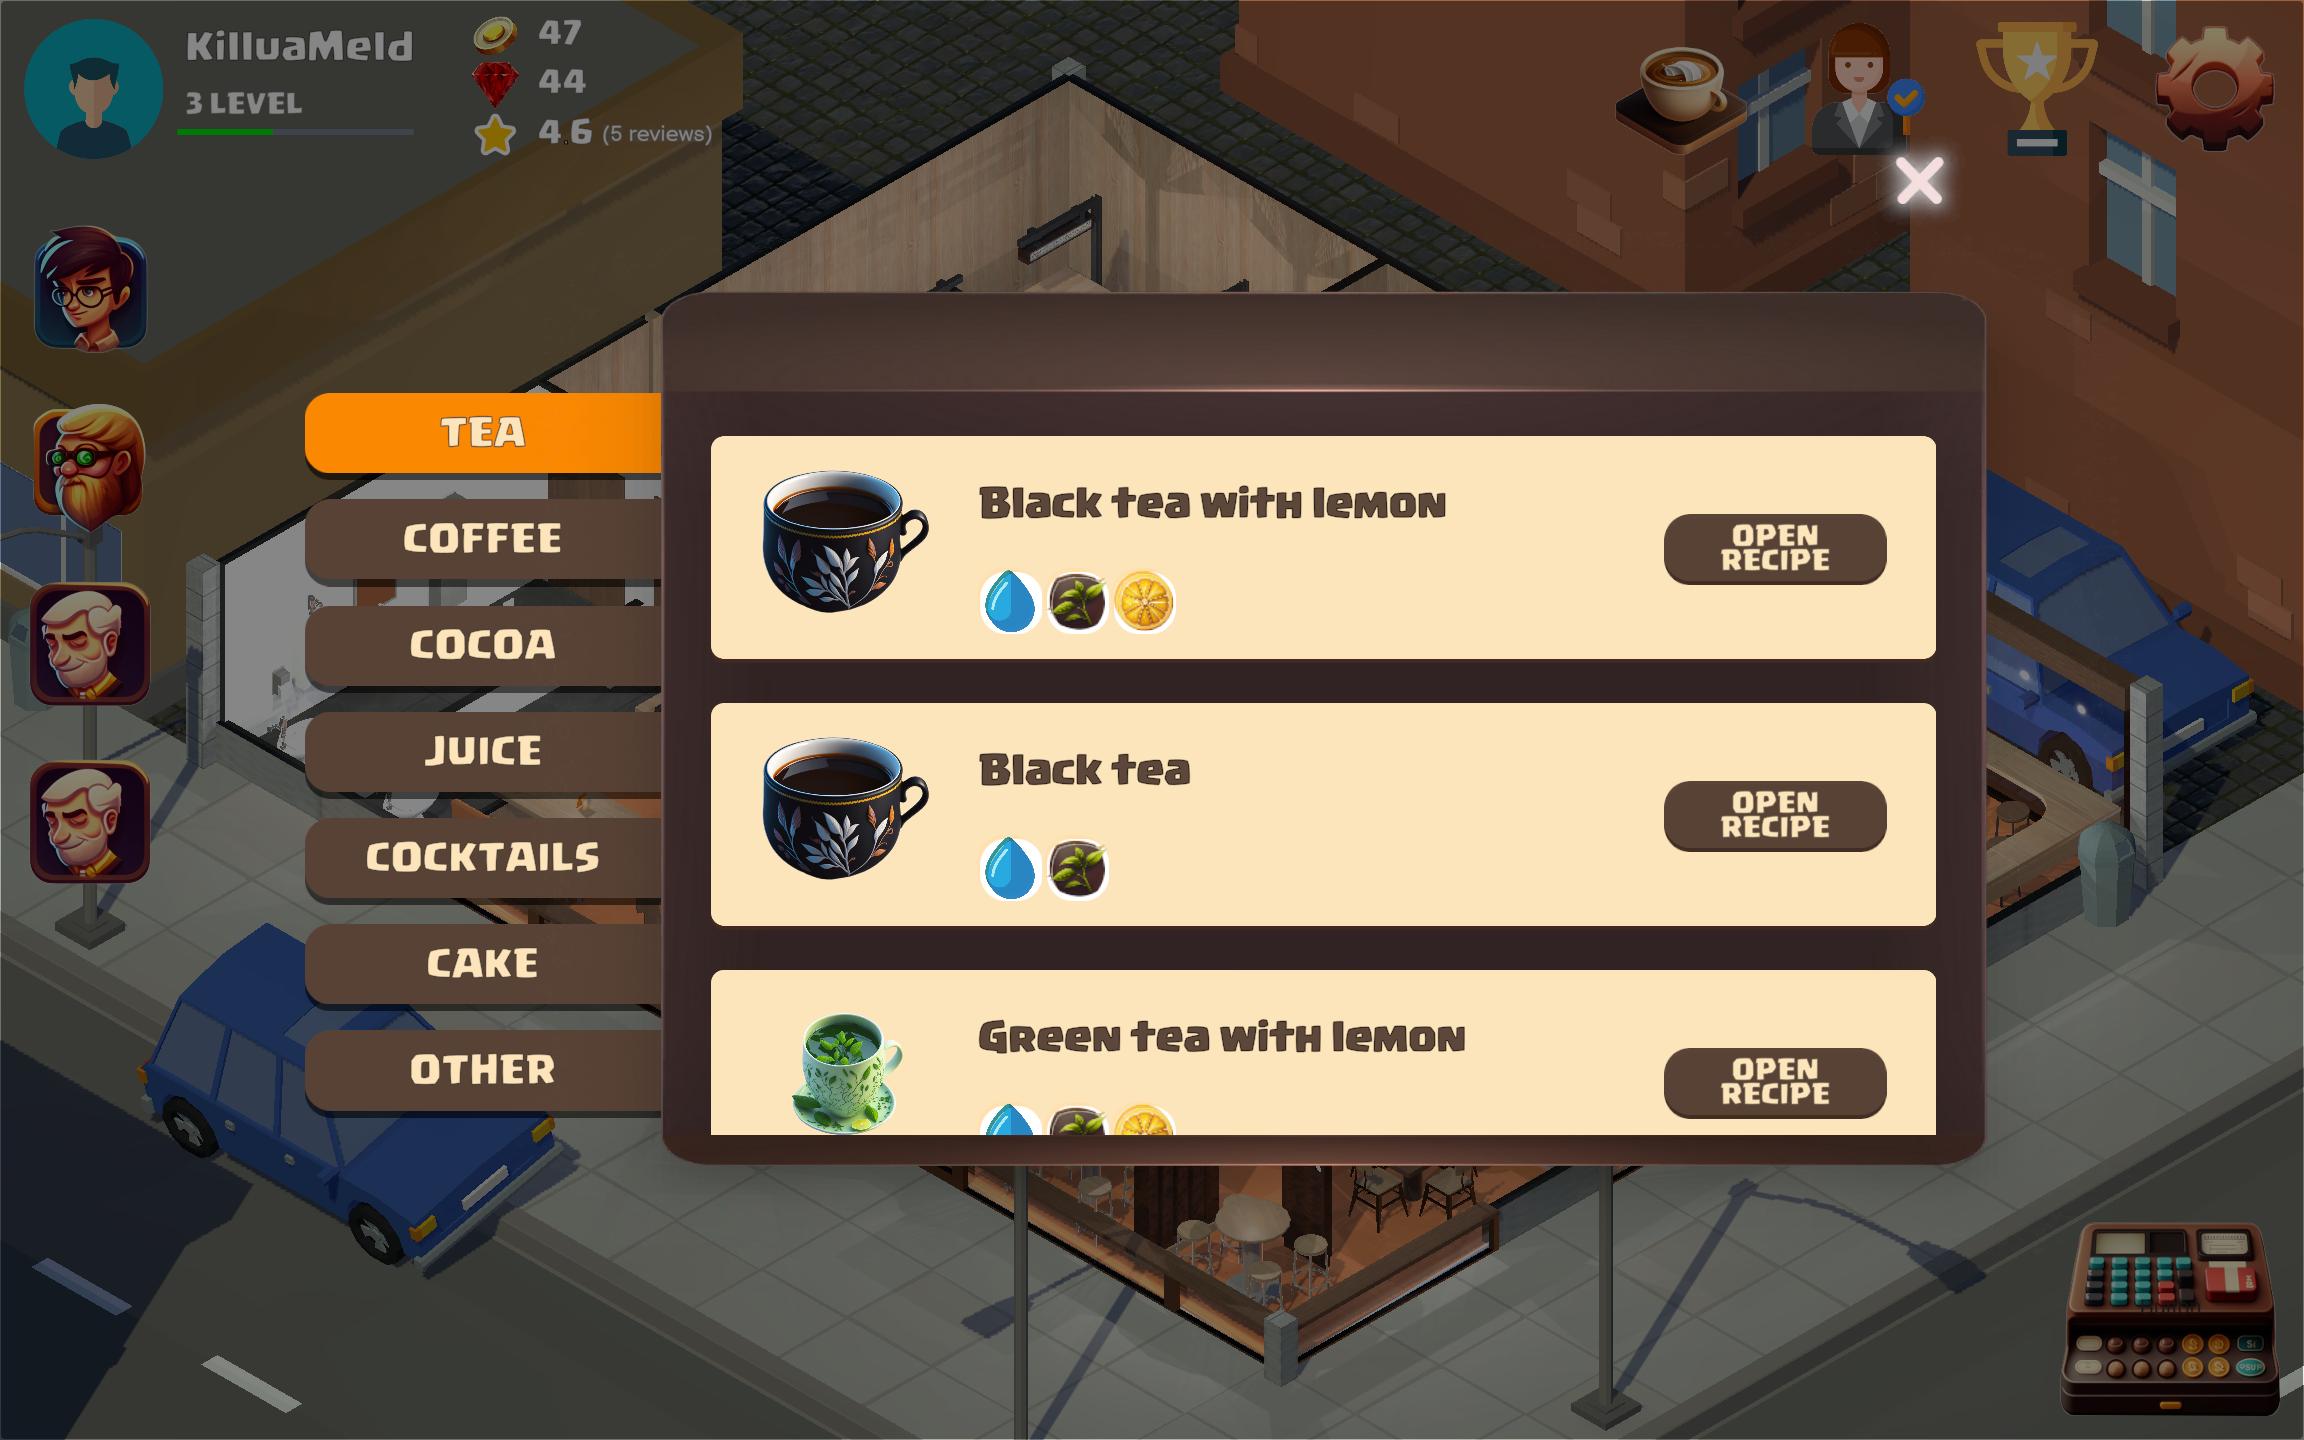 KilluaMeld
3 LEVEL
47
44
4.6 (5 reviews)
TEA
COFFEE
COCOA
JUICE
COCKTAILS
CAKE
OTHER
Black tea with lemon
OPEN
RECIPE
Black tea
OPEN
RECIPE
Green tea with lemon
OPEN
RECIPE